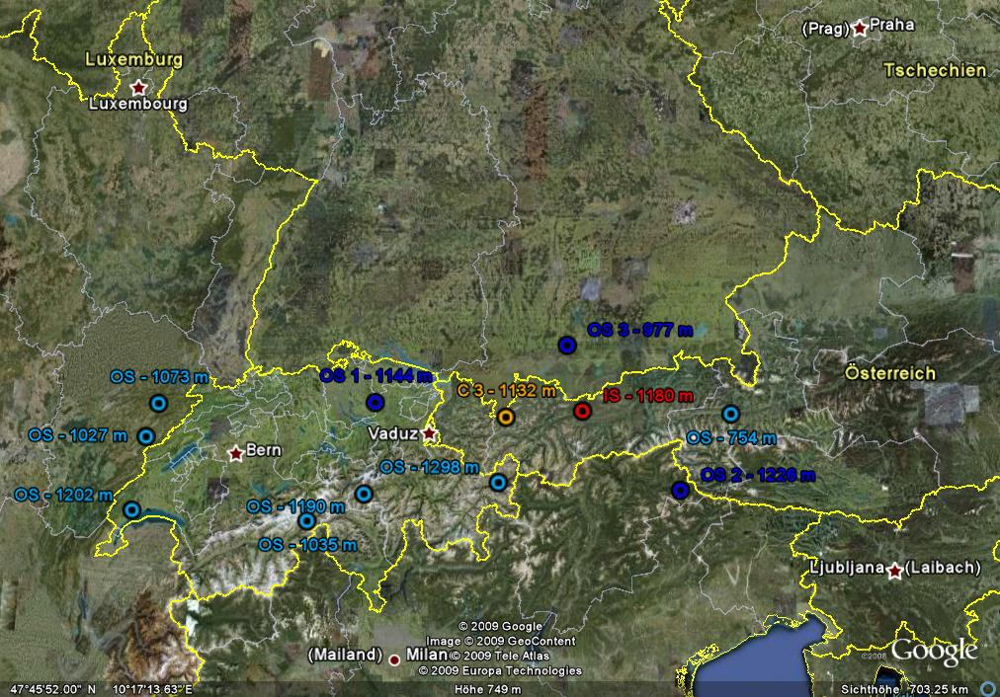 (Prag) Praha
Luxemburg
Tschechien
Luxembourg
OS 3 - 977 m
OS - 1073 m
OS 1 - 1144 m
Österreich
C 3 - 1132 m
IS - 1180 m
OS - 1027 m
Vaduz
OS - 754 m
Bern
OS - 1298 m
OS 2 - 1226 m
OS - 1202 m
OS - 1190 m
OS - 1035 m
Ljubljana (Laibach)
© 2009 Google
Image © 2009 GeoContent
(Mailand) Milan © 2009 Tele Atlas
© 2009 Europa Technologies
©2008 Google
47°45'52.00" N 10°17'13.63"E Höhe 749 m Sichthöhe 703.25 km